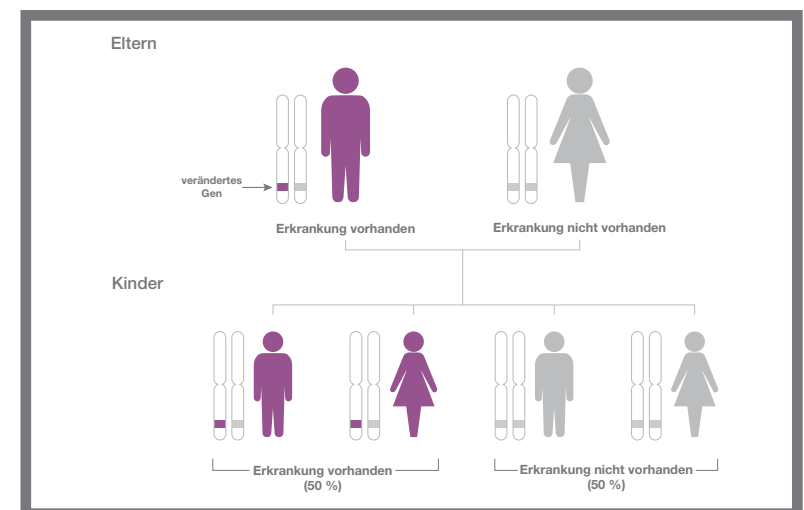 Eltern
verändertes
Gen
Erkrankung vorhanden
Erkrankung nicht vorhanden
Kinder
Erkrankung vorhanden
(50 %)
Erkrankung nicht vorhanden
(50 %)